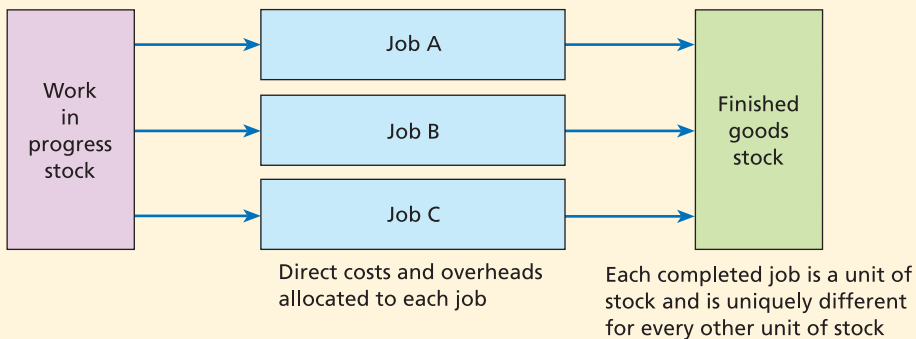 Work
in
progress
stock
Job A
Job B
Job C
Finished
goods
stock
Direct costs and overheads
allocated to each job
Each completed job is a unit of
stock and is uniquely different
for every other unit of stock